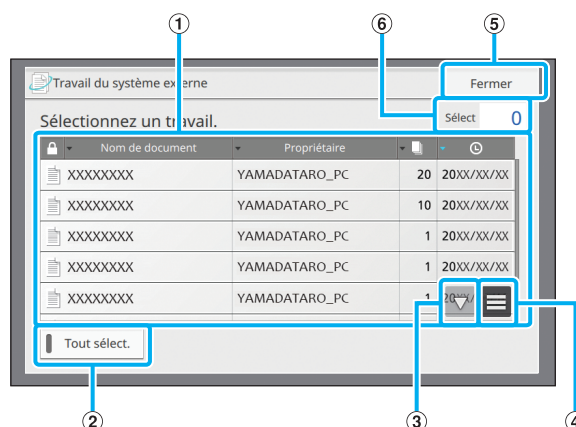 ① ⑥ ⑤
Travail du système externe Fermer
Sélectionnez un travail. Sélect 0
Nom de document Propriétaire
XXXXXXXX YAMADATARO_PC 20 20XX/XX/XX
XXXXXXXX YAMADATARO_PC 10 20XX/XX/XX
XXXXXXXX YAMADATARO_PC 1 20XX/XX/XX
XXXXXXXX YAMADATARO_PC 1 20XX/XX/XX
XXXXXXXX YAMADATARO_PC 1
Tout sélect.
② ③ ④